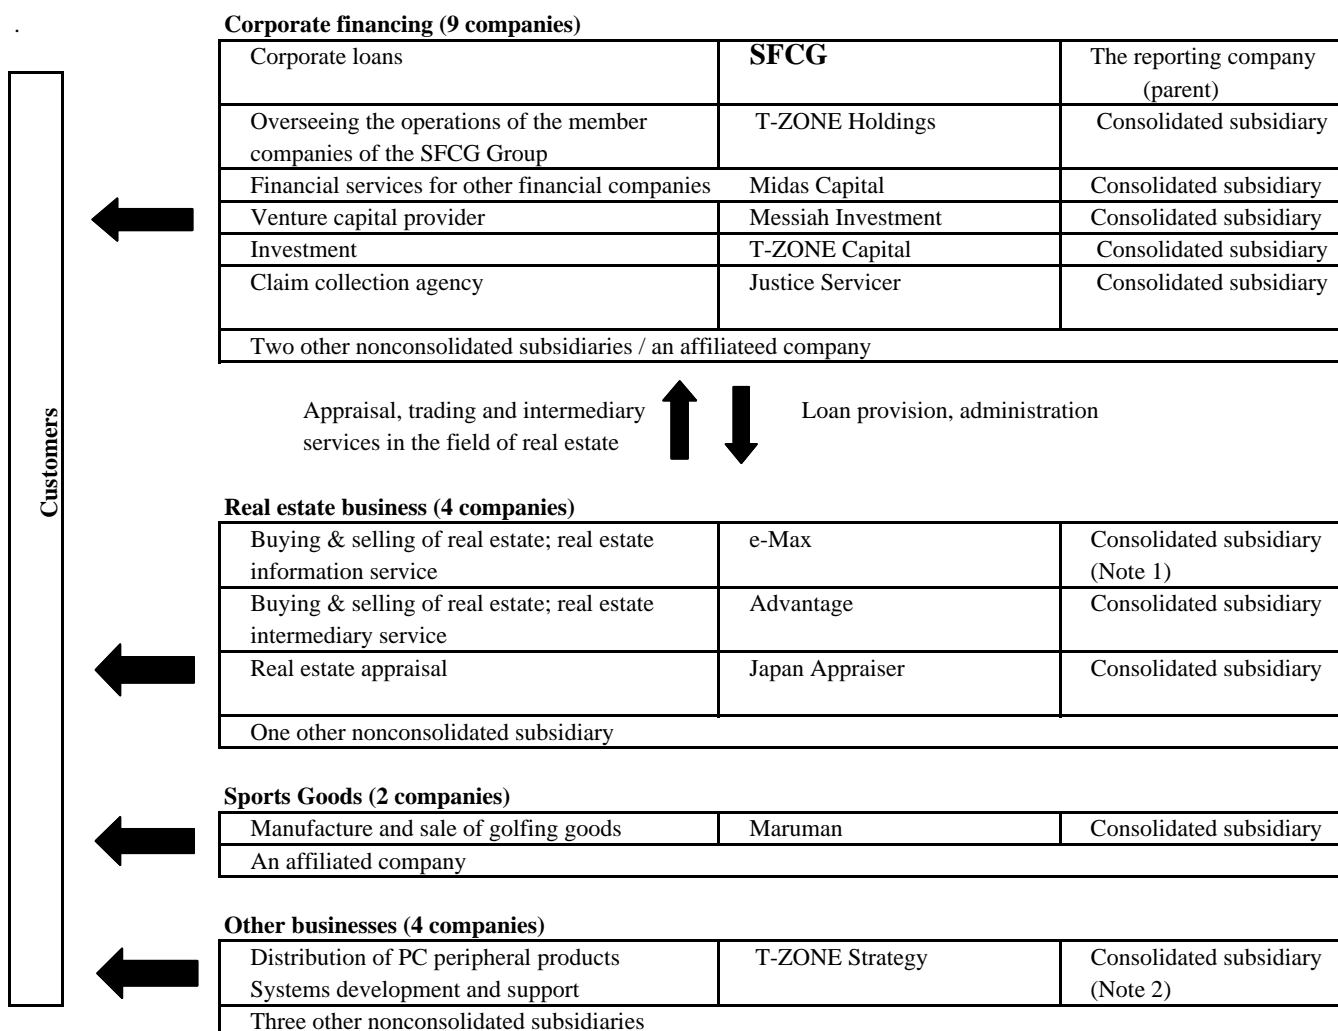 .
Corporate financing (9 companies)
Corporate loans SFCG The reporting company
(parent)
Overseeing the operations of the member T-ZONE Holdings Consolidated subsidiary
companies of the SFCG Group
Financial services for other financial companies Midas Capital Consolidated subsidiary
Venture capital provider Messiah Investment Consolidated subsidiary
Investment T-ZONE Capital Consolidated subsidiary
Claim collection agency Justice Servicer Consolidated subsidiary
Two other nonconsolidated subsidiaries / an affiliateed company
Appraisal, trading and intermediary Loan provision, administration
services in the field of real estate
Customers
Real estate business (4 companies)
Buying & selling of real estate; real estate e-Max Consolidated subsidiary
information service (Note 1)
Buying & selling of real estate; real estate Advantage Consolidated subsidiary
intermediary service
Real estate appraisal Japan Appraiser Consolidated subsidiary
One other nonconsolidated subsidiary
Sports Goods (2 companies)
Manufacture and sale of golfing goods Maruman Consolidated subsidiary
An affiliated company
Other businesses (4 companies)
Distribution of PC peripheral products T-ZONE Strategy Consolidated subsidiary
Systems development and support (Note 2)
Three other nonconsolidated subsidiaries